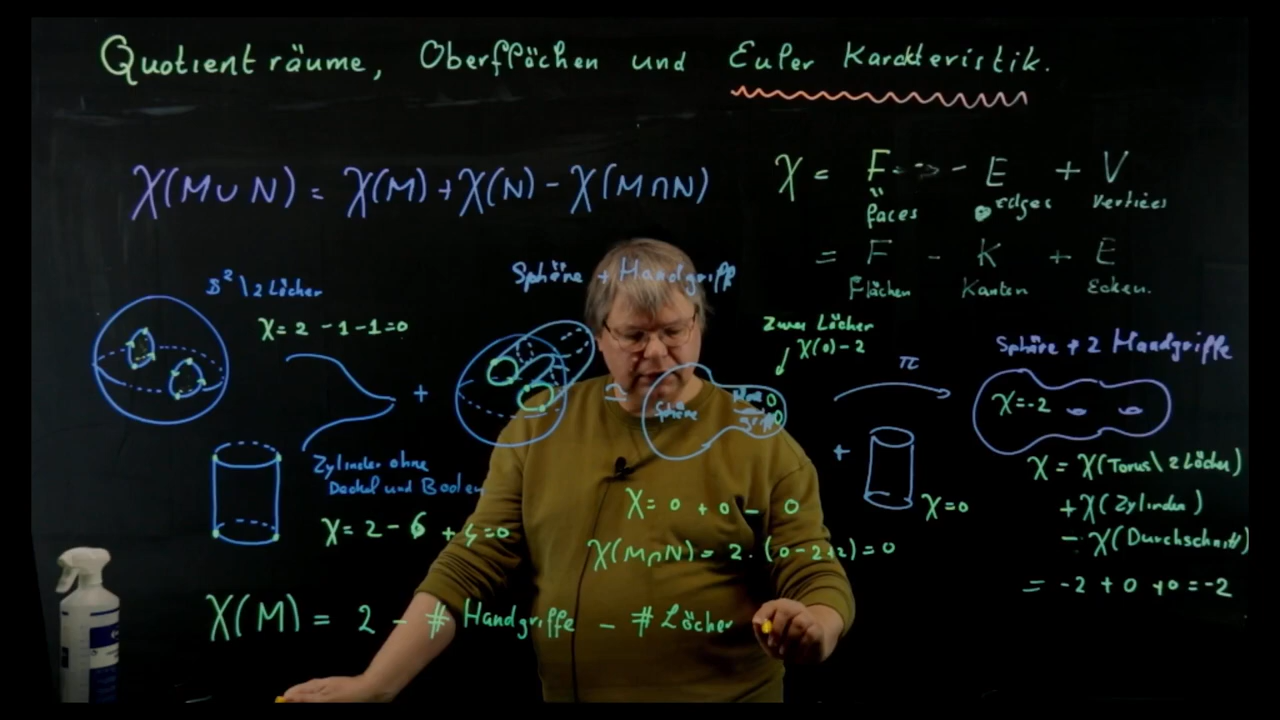 Quotienträume, Oberflächen und Euler Karakteristik.
χ(M∪N) = χ(M) + χ(N) - χ(M∩N)
χ = F - E + V
faces edges vertices
= F - K + E
Flächen Kanten Ecken.
S² \ 2 Löcher
χ = 2 - 1 - 1 = 0
Zylinder ohne
Deckel und Boden
χ = 2 - 6 + 4 = 0
+
Sphäre + Handgriff
=
Sphäre
Hand
griff
χ = 0 + 0 - 0
χ(M∩N) = 2 · (0-2+2) = 0
Zwei Löcher
χ(0) - 2
π
+
χ = 0
Sphäre + 2 Handgriffe
χ = -2
χ = χ(Torus \ 2 Löcher)
+ χ(Zylinder)
- χ(Durchschnitt)
= -2 + 0 + 0 = -2
χ(M) = 2 - # Handgriffe - # Löcher